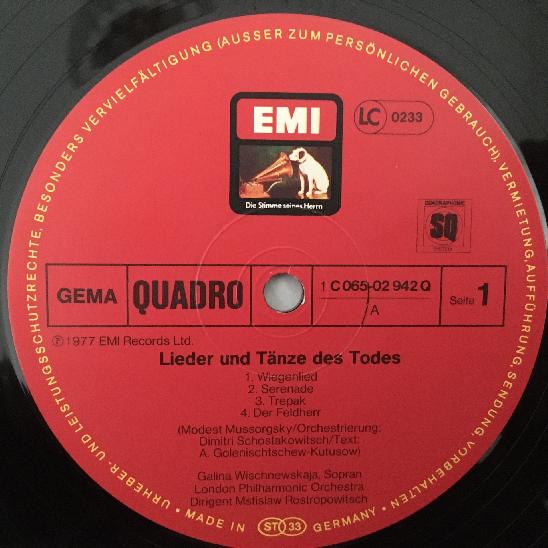 URHEBER- UND LEISTUNGSSCHUTZRECHTE, BESONDERS VERVIELFÄLTIGUNG (AUSSER ZUM PERSÖNLICHEN GEBRAUCH), VERMIETUNG, AUFFÜHRUNG, SENDUNG, VORBEHALTEN
EMI
Die Stimme seines Herrn
LC 0233
QUADRAPHONIC
SQ
GEMA
QUADRO
1 C 065-02 942 Q
A
Seite 1
Ⓟ 1977 EMI Records Ltd.
Lieder und Tänze des Todes
1. Wiegenlied
2. Serenade
3. Trepak
4. Der Feldherr
(Modest Mussorgsky/Orchestrierung:
Dimitri Schostakowitsch/Text:
A. Golenischtschew-Kutusow)
Galina Wischnewskaja, Sopran
London Philharmonic Orchestra
Dirigent Mstislaw Rostropowitsch
• MADE IN ST 33 GERMANY •